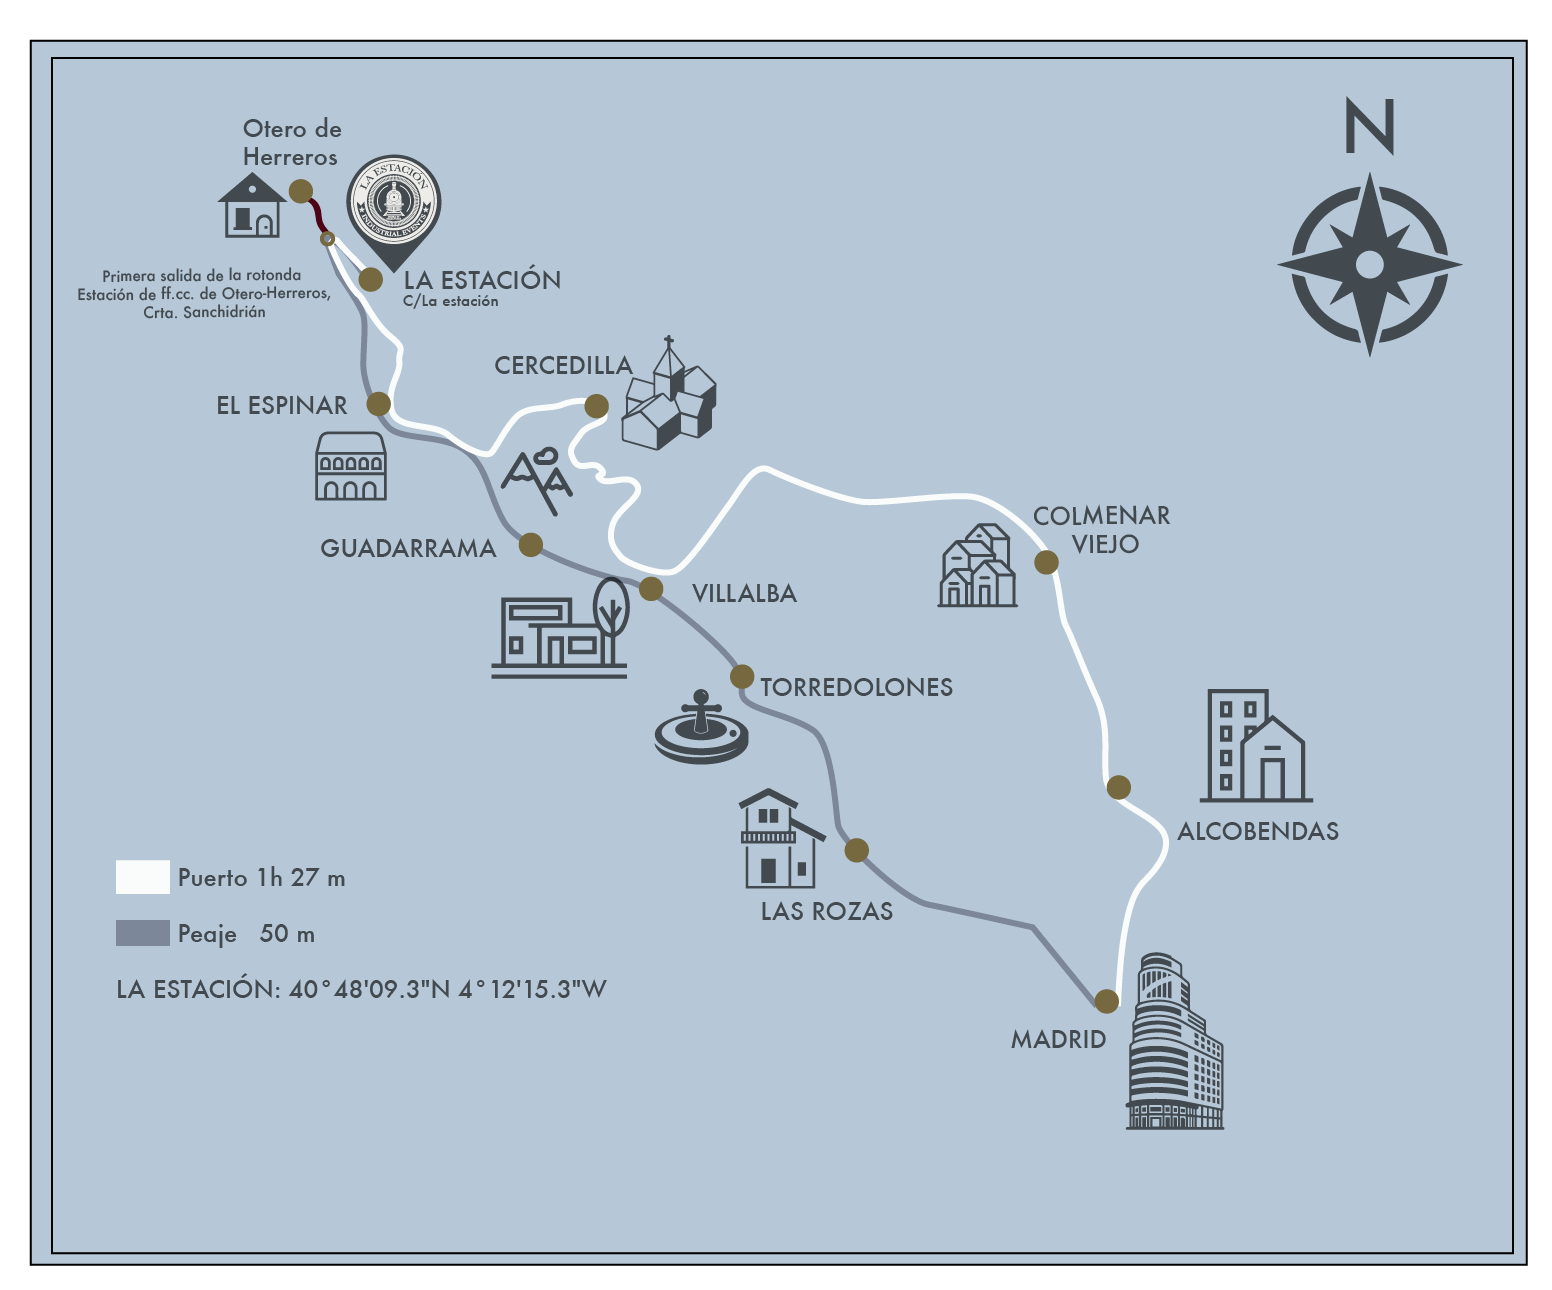 N
Otero de
Herreros
LA ESTACIÓN
INDUSTRIAL EVENTS
Primera salida de la rotonda
Estación de ff.cc. de Otero-Herreros,
Crta. Sanchidrián
LA ESTACIÓN
C/La estación
CERCEDILLA
EL ESPINAR
COLMENAR
VIEJO
GUADARRAMA
VILLALBA
TORREDOLONES
ALCOBENDAS
LAS ROZAS
Puerto 1h 27 m
Peaje 50 m
LA ESTACIÓN: 40°48'09.3"N 4°12'15.3"W
MADRID